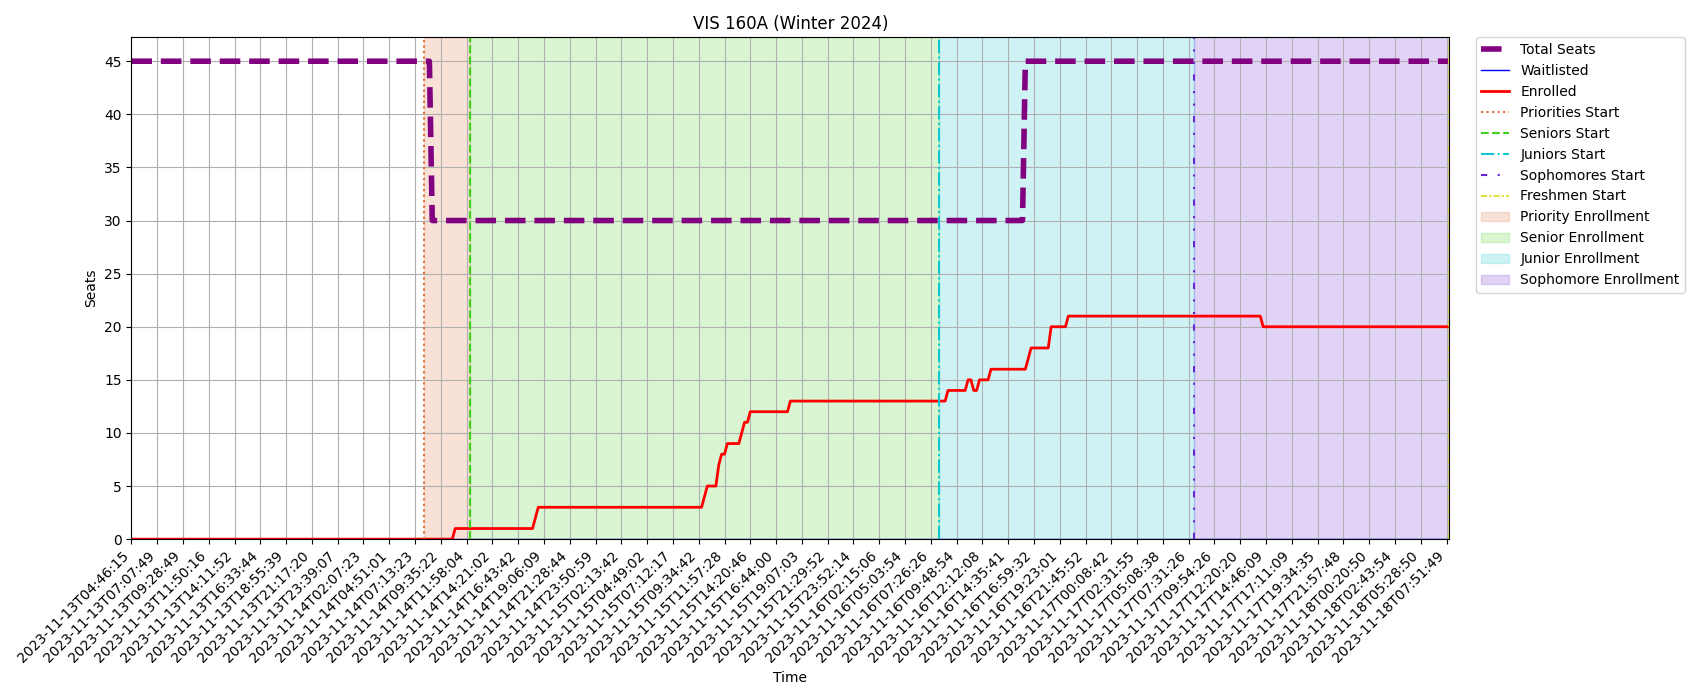 VIS 160A (Winter 2024)
Total Seats
Waitlisted
Enrolled
Priorities Start
Seniors Start
Juniors Start
Sophomores Start
Freshmen Start
Priority Enrollment
Senior Enrollment
Junior Enrollment
Sophomore Enrollment
Seats
45
40
35
30
25
20
15
10
5
0
2023-11-13T04:46:15
2023-11-13T07:07:49
2023-11-13T09:28:49
2023-11-13T11:50:16
2023-11-13T14:11:52
2023-11-13T16:33:44
2023-11-13T18:55:39
2023-11-13T21:17:20
2023-11-13T23:39:07
2023-11-14T02:07:23
2023-11-14T04:51:01
2023-11-14T07:13:23
2023-11-14T09:35:22
2023-11-14T11:58:04
2023-11-14T14:21:02
2023-11-14T16:43:42
2023-11-14T19:06:09
2023-11-14T21:28:44
2023-11-14T23:50:59
2023-11-15T02:13:42
2023-11-15T04:49:02
2023-11-15T07:12:17
2023-11-15T09:34:42
2023-11-15T11:57:28
2023-11-15T14:20:46
2023-11-15T16:44:00
2023-11-15T19:07:03
2023-11-15T21:29:52
2023-11-15T23:52:14
2023-11-16T02:15:06
2023-11-16T05:03:54
2023-11-16T07:26:26
2023-11-16T09:48:54
2023-11-16T12:12:08
2023-11-16T14:35:41
2023-11-16T16:59:32
2023-11-16T19:23:01
2023-11-16T21:45:52
2023-11-17T00:08:42
2023-11-17T02:31:55
2023-11-17T05:08:38
2023-11-17T07:31:26
2023-11-17T09:54:26
2023-11-17T12:20:20
2023-11-17T14:46:09
2023-11-17T17:11:09
2023-11-17T19:34:35
2023-11-17T21:57:48
2023-11-18T00:20:50
2023-11-18T02:43:54
2023-11-18T05:28:50
2023-11-18T07:51:49
Time